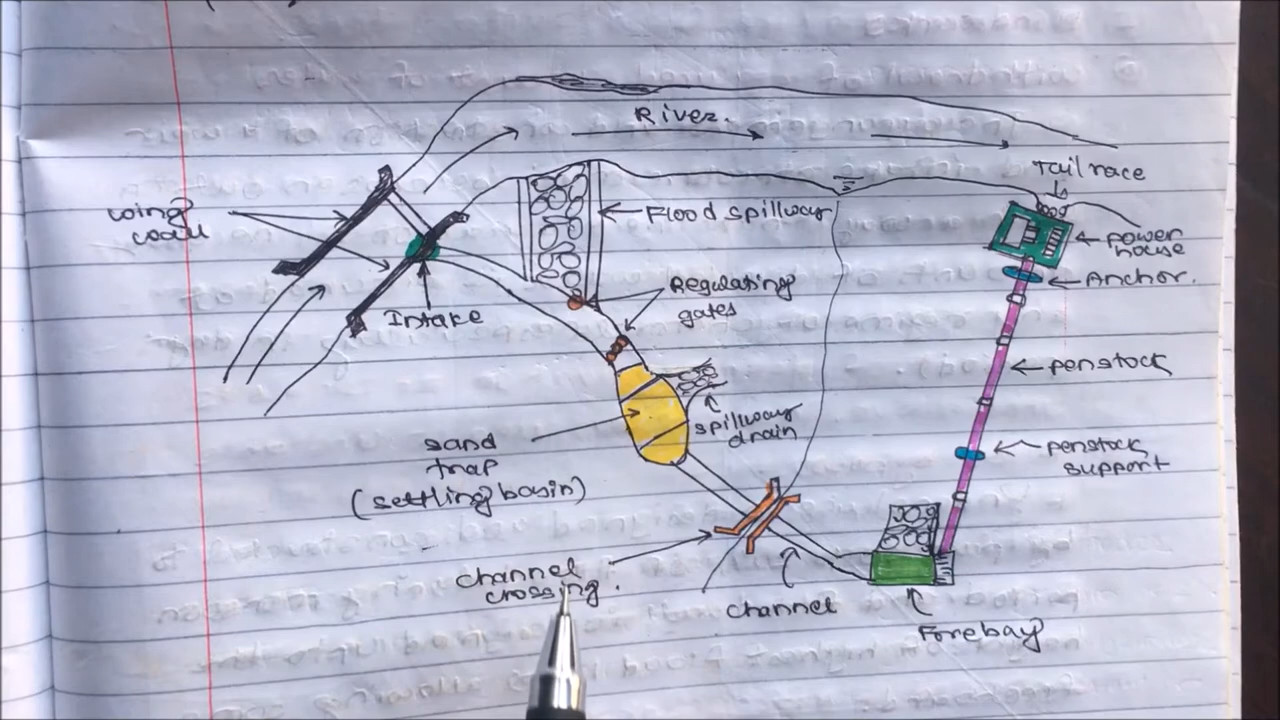 River.
Tail race
wing
wall
Flood spillway
power
house
Anchor.
Regulating
gates
Intake
penstock
spillway
drain
sand
trap
(settling basin)
penstock
support
channel
crossing.
channel
Forebay